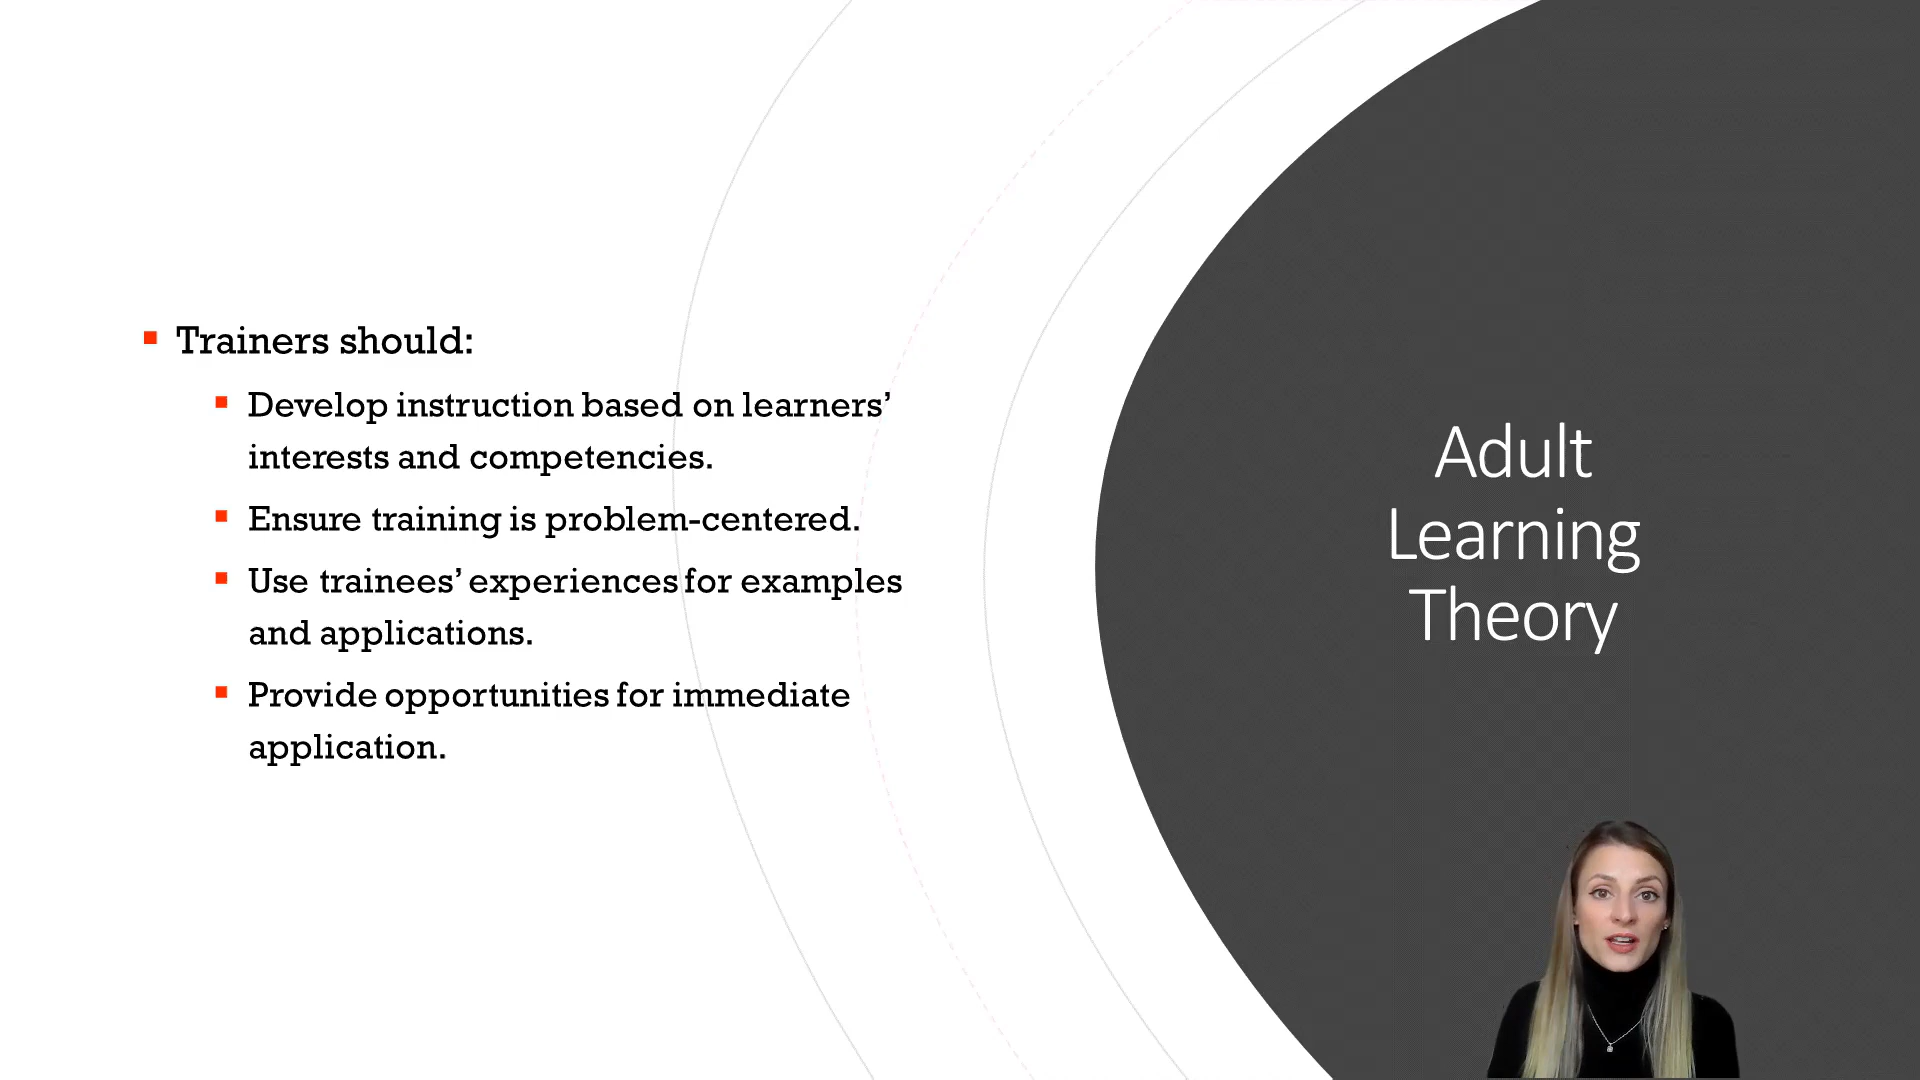 Trainers should:
Develop instruction based on learners’
interests and competencies.
Ensure training is problem-centered.
Use trainees’ experiences for examples
and applications.
Provide opportunities for immediate
application.
Adult
Learning
Theory